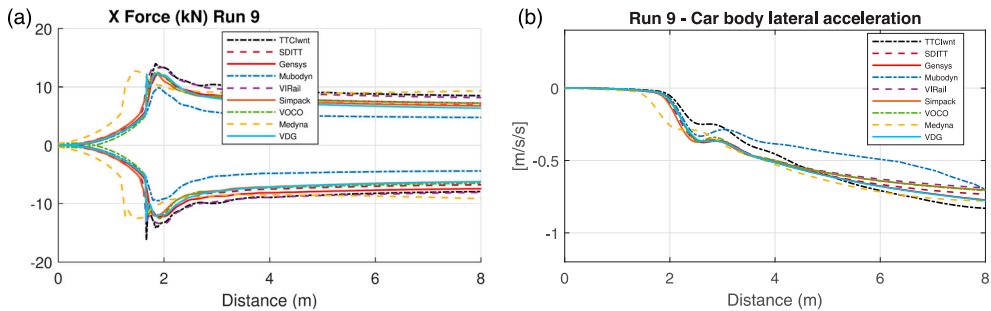 (a)
X Force (kN) Run 9
TTCIwnt
SDITT
Gensys
Mubodyn
VIRail
Simpack
VOCO
Medyna
VDG
20
10
0
-10
-20
0
2
4
6
8
Distance (m)
(b)
Run 9 - Car body lateral acceleration
TTCIwnt
SDITT
Gensys
Mubodyn
VIRail
Simpack
VOCO
Medyna
VDG
[m/s/s]
0
-0.5
-1
0
2
4
6
8
Distance (m)